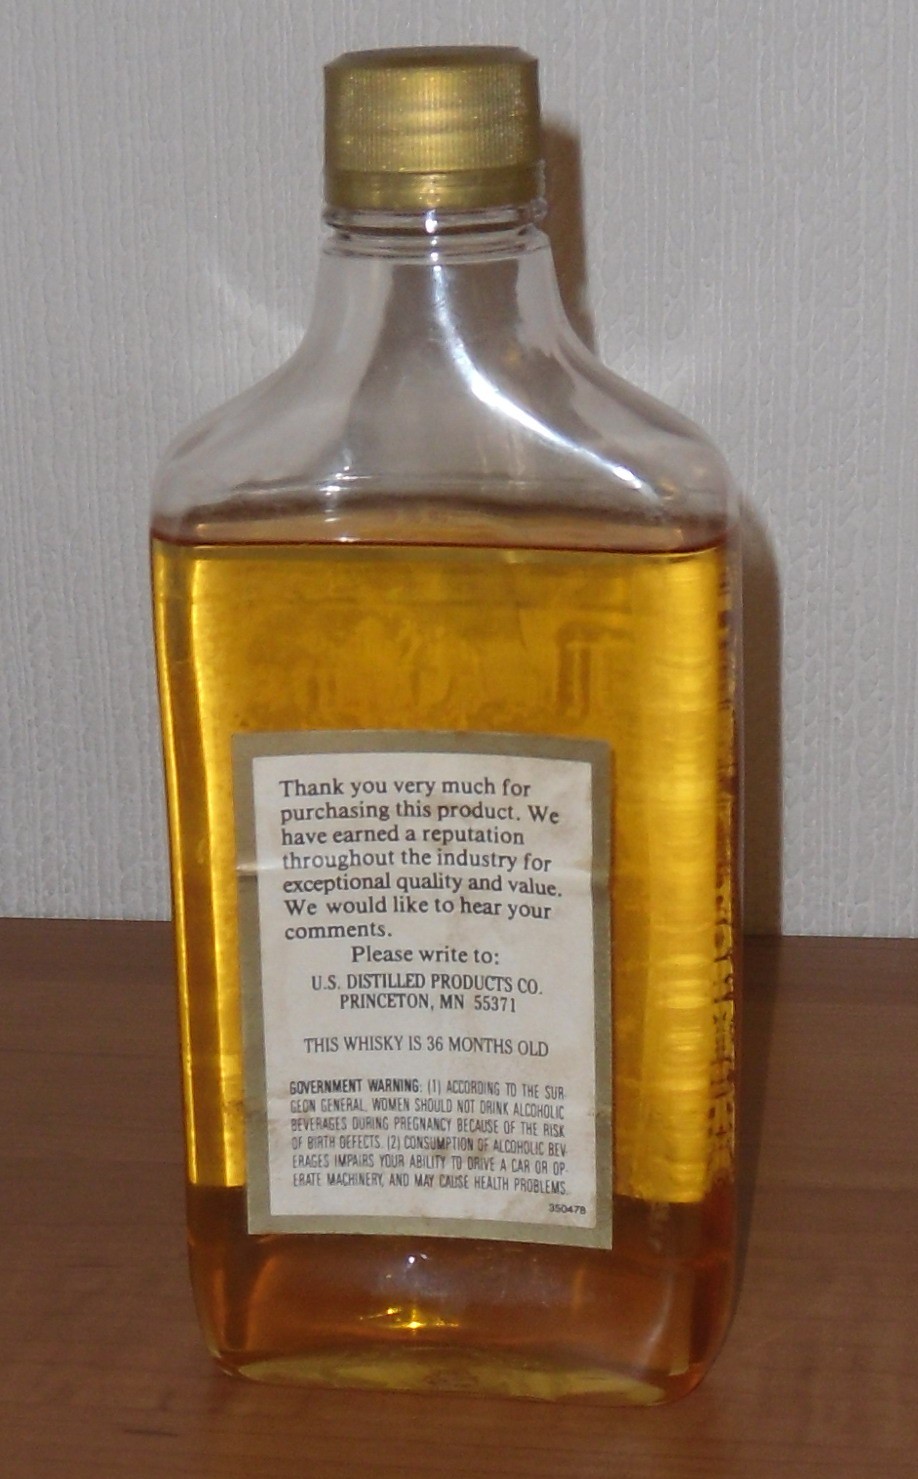 Thank you very much for
purchasing this product. We
have earned a reputation
throughout the industry for
exceptional quality and value.
We would like to hear your
comments.
Please write to:
U.S. DISTILLED PRODUCTS CO.
PRINCETON, MN 55371
THIS WHISKY IS 36 MONTHS OLD
GOVERNMENT WARNING: (1) ACCORDING TO THE SUR
GEON GENERAL, WOMEN SHOULD NOT DRINK ALCOHOLIC
BEVERAGES DURING PREGNANCY BECAUSE OF THE RISK
OF BIRTH DEFECTS. (2) CONSUMPTION OF ALCOHOLIC BEV
ERAGES IMPAIRS YOUR ABILITY TO DRIVE A CAR OR OP-
ERATE MACHINERY, AND MAY CAUSE HEALTH PROBLEMS.
35047B